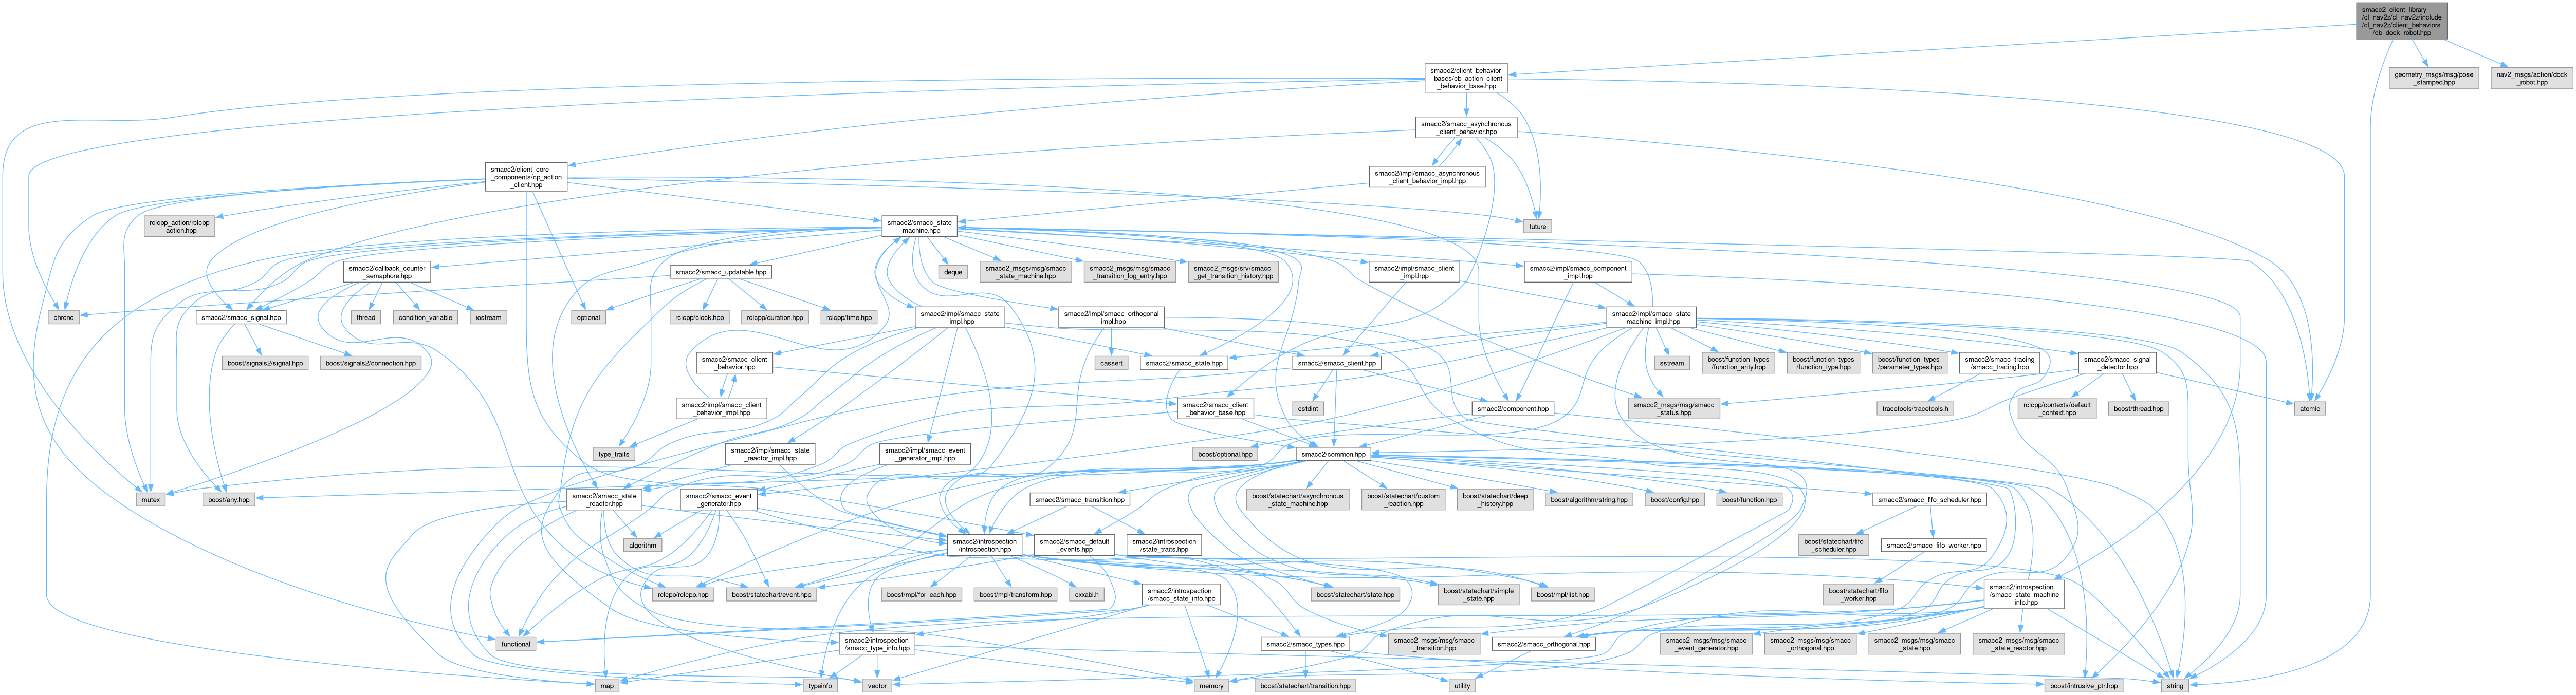 smacc2_client_library
/cl_nav2z/cl_nav2z/include
/cl_nav2z/client_behaviors
/cb_dock_robot.hpp
smacc2/client_behavior
_bases/cb_action_client
_behavior_base.hpp
geometry_msgs/msg/pose
_stamped.hpp
nav2_msgs/action/dock
_robot.hpp
smacc2/smacc_asynchronous
_client_behavior.hpp
smacc2/client_core
_components/cp_action
_client.hpp
smacc2/impl/smacc_asynchronous
_client_behavior_impl.hpp
rclcpp_action/rclcpp
_action.hpp
smacc2/smacc_state
_machine.hpp
future
smacc2/callback_counter
_semaphore.hpp
smacc2/smacc_updatable.hpp
deque
smacc2_msgs/msg/smacc
_state_machine.hpp
smacc2_msgs/msg/smacc
_transition_log_entry.hpp
smacc2_msgs/srv/smacc
_get_transition_history.hpp
smacc2/impl/smacc_client
_impl.hpp
smacc2/impl/smacc_component
_impl.hpp
chrono
smacc2/smacc_signal.hpp
thread
condition_variable
iostream
optional
rclcpp/clock.hpp
rclcpp/duration.hpp
rclcpp/time.hpp
smacc2/impl/smacc_state
_impl.hpp
smacc2/impl/smacc_orthogonal
_impl.hpp
smacc2/impl/smacc_state
_machine_impl.hpp
boost/signals2/signal.hpp
boost/signals2/connection.hpp
smacc2/smacc_client
_behavior.hpp
cassert
smacc2/smacc_state.hpp
smacc2/smacc_client.hpp
sstream
boost/function_types
/function_arity.hpp
boost/function_types
/function_type.hpp
boost/function_types
/parameter_types.hpp
smacc2/smacc_tracing
/smacc_tracing.hpp
smacc2/smacc_signal
_detector.hpp
smacc2/impl/smacc_client
_behavior_impl.hpp
smacc2/smacc_client
_behavior_base.hpp
cstdint
smacc2/component.hpp
smacc2_msgs/msg/smacc
_status.hpp
tracetools/tracetools.h
rclcpp/contexts/default
_context.hpp
boost/thread.hpp
atomic
type_traits
smacc2/impl/smacc_state
_reactor_impl.hpp
smacc2/impl/smacc_event
_generator_impl.hpp
boost/optional.hpp
smacc2/common.hpp
mutex
boost/any.hpp
smacc2/smacc_state
_reactor.hpp
smacc2/smacc_event
_generator.hpp
smacc2/smacc_transition.hpp
boost/statechart/asynchronous
_state_machine.hpp
boost/statechart/custom
_reaction.hpp
boost/statechart/deep
_history.hpp
boost/algorithm/string.hpp
boost/config.hpp
boost/function.hpp
smacc2/smacc_fifo_scheduler.hpp
algorithm
smacc2/introspection
/introspection.hpp
smacc2/smacc_default
_events.hpp
smacc2/introspection
/state_traits.hpp
boost/statechart/fifo
_scheduler.hpp
smacc2/smacc_fifo_worker.hpp
rclcpp/rclcpp.hpp
boost/statechart/event.hpp
boost/mpl/for_each.hpp
boost/mpl/transform.hpp
cxxabi.h
smacc2/introspection
/smacc_state_info.hpp
boost/statechart/state.hpp
boost/statechart/simple
_state.hpp
boost/mpl/list.hpp
boost/statechart/fifo
_worker.hpp
smacc2/introspection
/smacc_state_machine
_info.hpp
functional
smacc2/introspection
/smacc_type_info.hpp
smacc2/smacc_types.hpp
smacc2_msgs/msg/smacc
_transition.hpp
smacc2/smacc_orthogonal.hpp
smacc2_msgs/msg/smacc
_event_generator.hpp
smacc2_msgs/msg/smacc
_orthogonal.hpp
smacc2_msgs/msg/smacc
_state.hpp
smacc2_msgs/msg/smacc
_state_reactor.hpp
map
typeinfo
vector
memory
boost/statechart/transition.hpp
utility
boost/intrusive_ptr.hpp
string